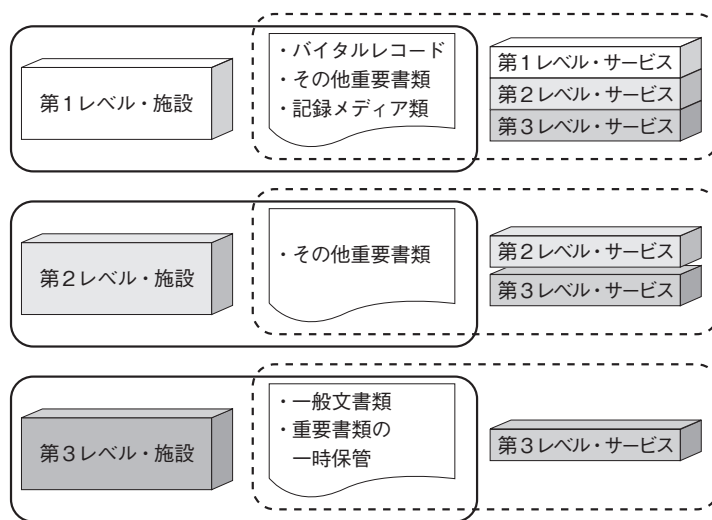 第1レベル・施設
・バイタルレコード
・その他重要書類
・記録メディア類
第1レベル・サービス
第2レベル・サービス
第3レベル・サービス
第2レベル・施設
・その他重要書類
第2レベル・サービス
第3レベル・サービス
第3レベル・施設
・一般文書類
・重要書類の
一時保管
第3レベル・サービス